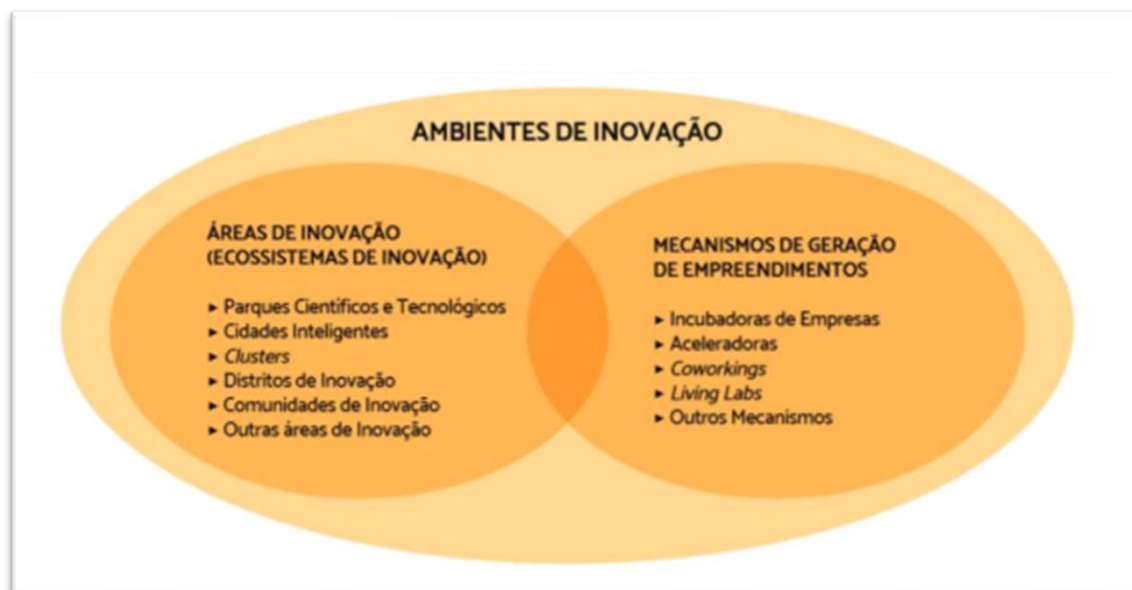 AMBIENTES DE INOVAÇÃO
ÁREAS DE INOVAÇÃO
(ECOSSISTEMAS DE INOVAÇÃO)
▸ Parques Científicos e Tecnológicos
▸ Cidades Inteligentes
▸ Clusters
▸ Distritos de Inovação
▸ Comunidades de Inovação
▸ Outras áreas de Inovação
MECANISMOS DE GERAÇÃO
DE EMPREENDIMENTOS
▸ Incubadoras de Empresas
▸ Aceleradoras
▸ Coworkings
▸ Living Labs
▸ Outros Mecanismos